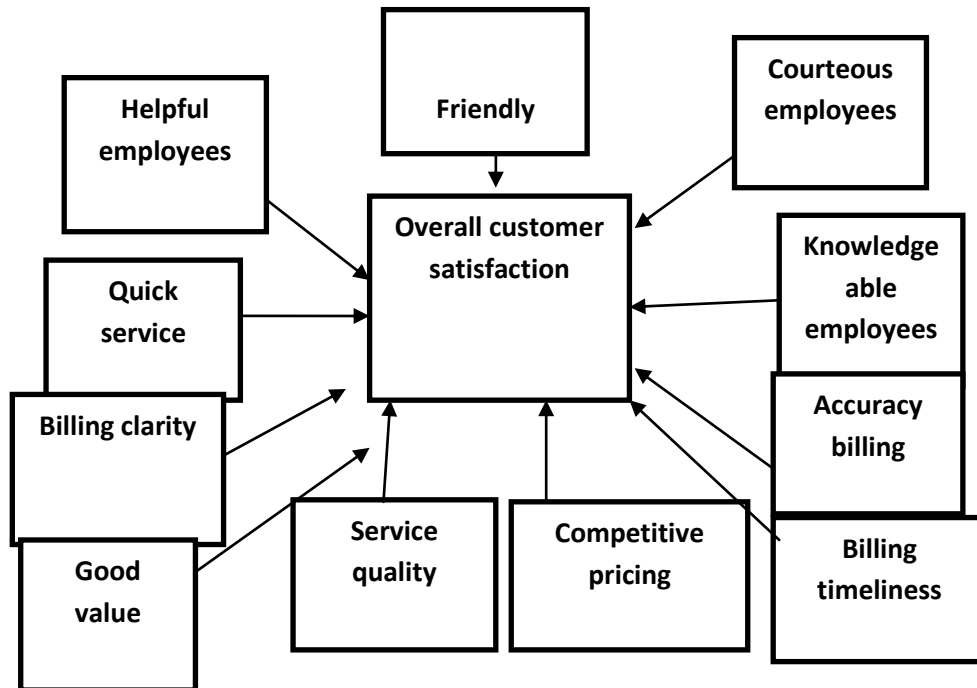 Friendly
Courteous
employees
Helpful
employees
Overall customer
satisfaction
Knowledge
able
employees
Quick
service
Billing clarity
Accuracy
billing
Good
value
Service
quality
Competitive
pricing
Billing
timeliness